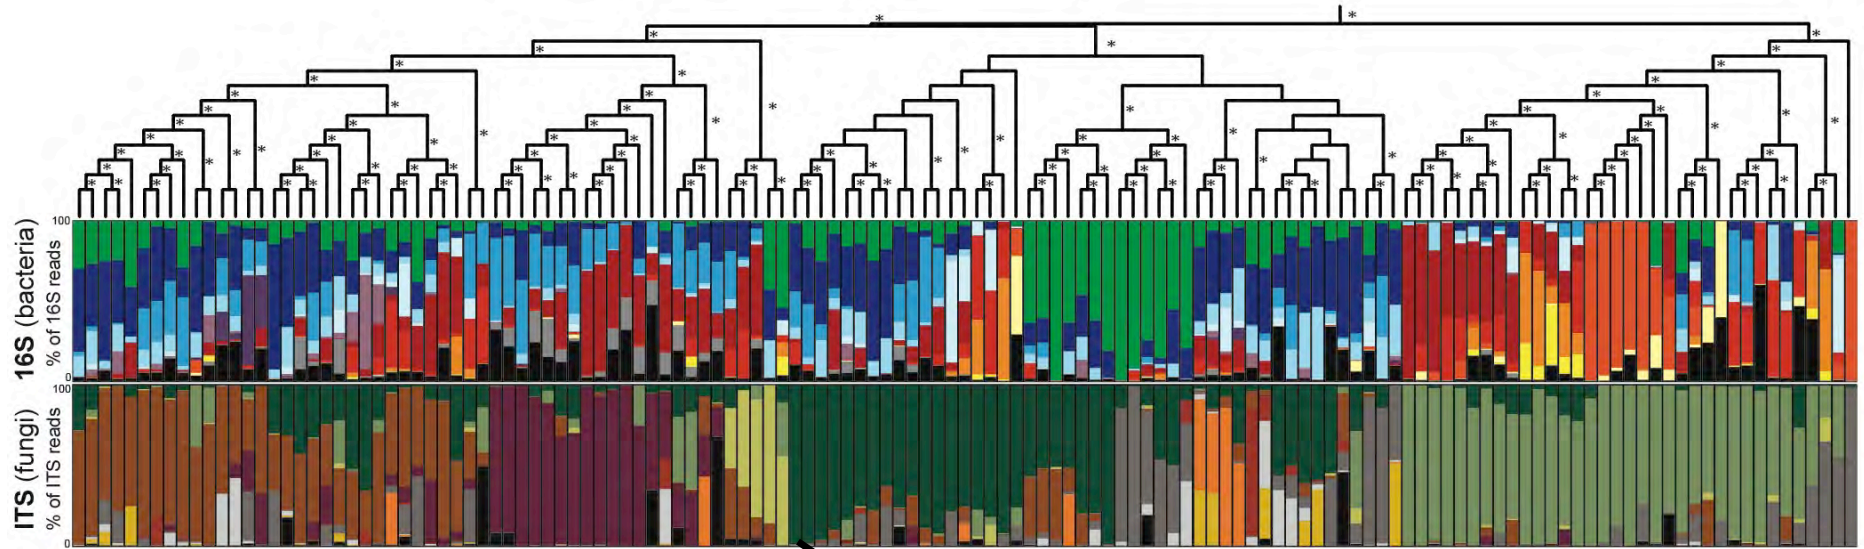 16S (bacteria)
% of 16S reads
100
0
ITS (fungi)
% of ITS reads
100
0